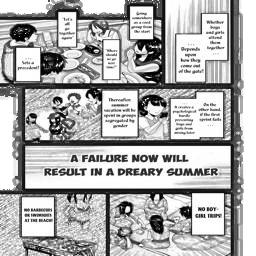 Whether
boys and
girls attend
them
together
...
...
Depends
upon how
they come
out of the gate!
Going
somewhere
as a unit
group from
the start
"Let's
all
go
together
again!"
Sets a
precedent!!
On the
other hand,
if the first
sprint fails
...
It creates a
psychological
hurdle
preventing
boys and
girls from
mixing later
Thereafter
summer
vacation will
be spent in
groups
segregated by
gender
A FAILURE NOW WILL
RESULT IN A DREARY SUMMER
NO BOY-
GIRL TRIPS!
NO BARBECUES
OR SWIMSUITS
AT THE BEACH!